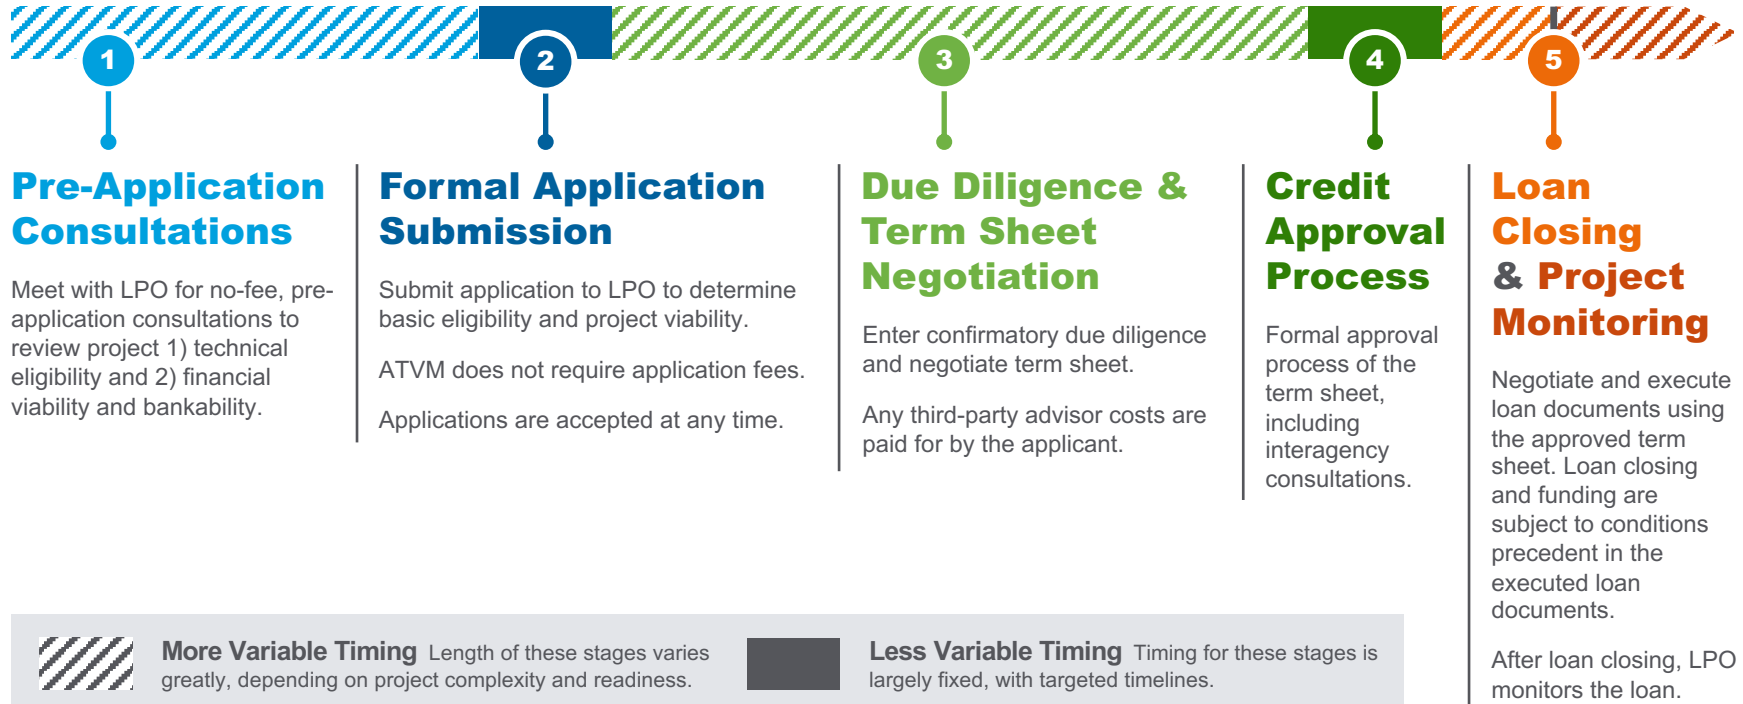 1
2
3
4
5
Pre-Application
Consultations
Meet with LPO for no-fee, pre-
application consultations to
review project 1) technical
eligibility and 2) financial
viability and bankability.
Formal Application
Submission
Submit application to LPO to determine
basic eligibility and project viability.
ATVM does not require application fees.
Applications are accepted at any time.
Due Diligence &
Term Sheet
Negotiation
Enter confirmatory due diligence
and negotiate term sheet.
Any third-party advisor costs are
paid for by the applicant.
Credit
Approval
Process
Formal approval
process of the
term sheet,
including
interagency
consultations.
Loan
Closing
& Project
Monitoring
Negotiate and execute
loan documents using
the approved term
sheet. Loan closing
and funding are
subject to conditions
precedent in the
executed loan
documents.
After loan closing, LPO
monitors the loan.
More Variable Timing Length of these stages varies
greatly, depending on project complexity and readiness.
Less Variable Timing Timing for these stages is
largely fixed, with targeted timelines.